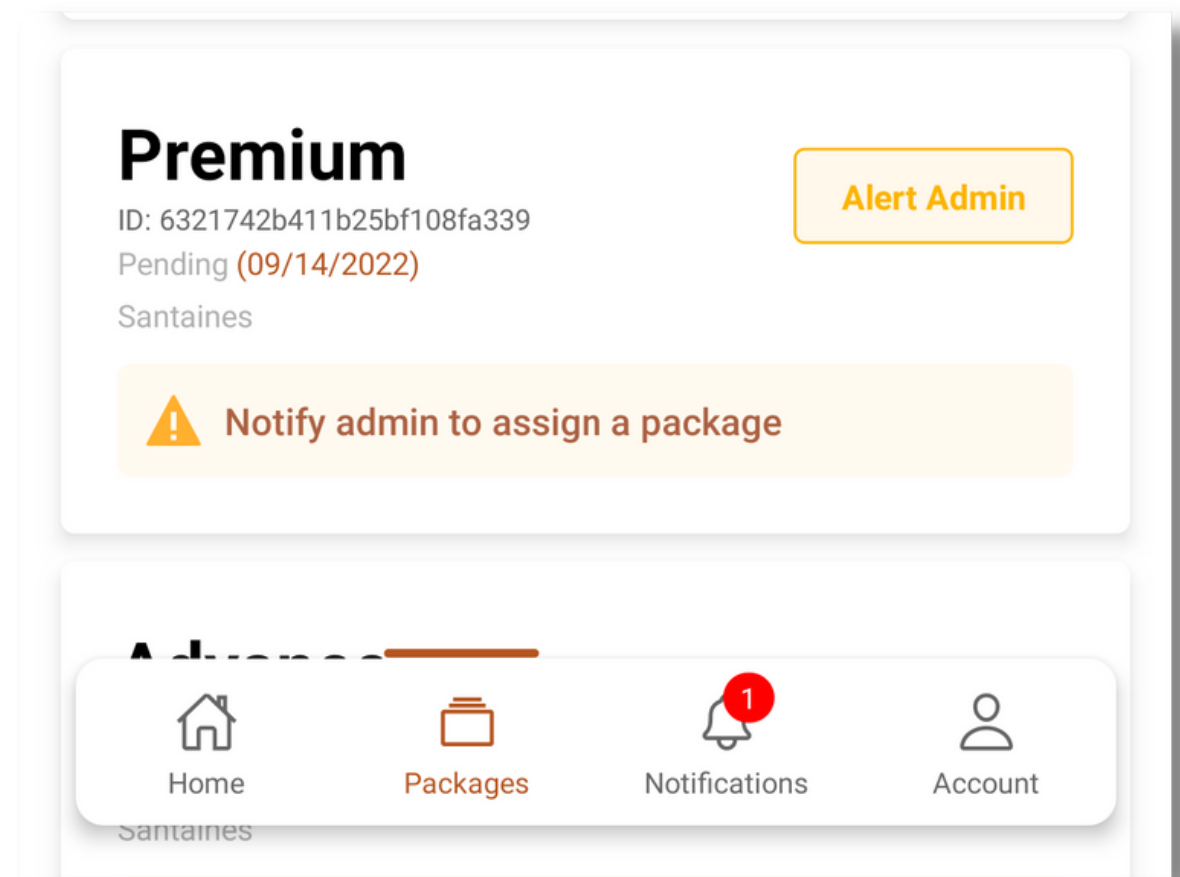 Premium
Alert Admin
ID: 6321742b411b25bf108fa339
Pending (09/14/2022)
Santaines
Notify admin to assign a package
Advance
1
Home
Packages
Notifications
Account
Santaines